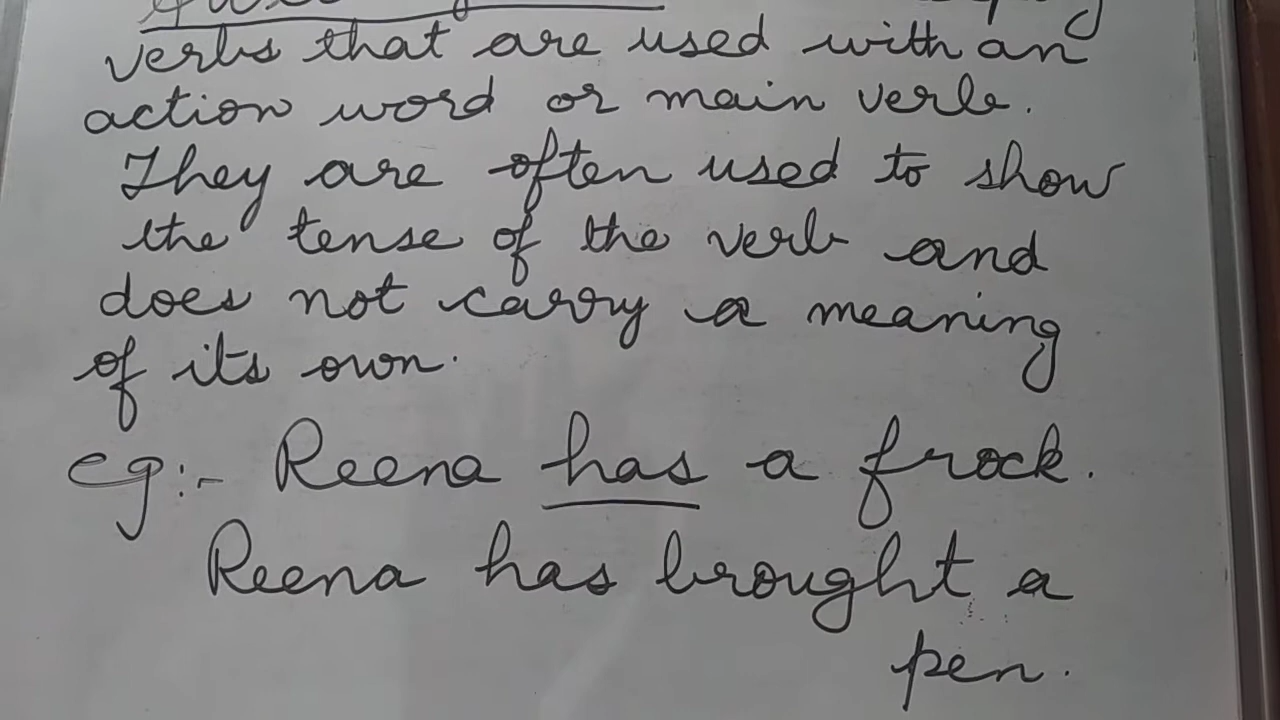 verbs that are used with an
action word or main verb.
They are often used to show
the tense of the verb and
does not carry a meaning
of its own.
eg:- Reena has a frock.
Reena has brought a
pen.